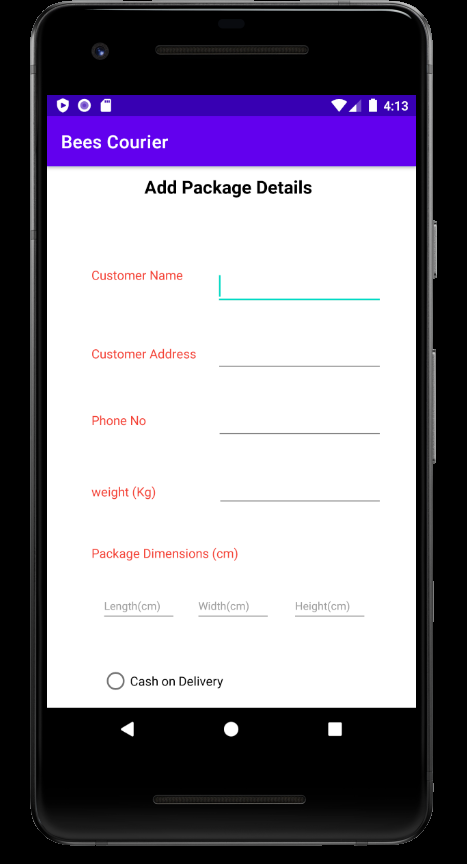 4:13
Bees Courier
Add Package Details
Customer Name
Customer Address
Phone No
weight (Kg)
Package Dimensions (cm)
Length(cm) Width(cm) Height(cm)
Cash on Delivery